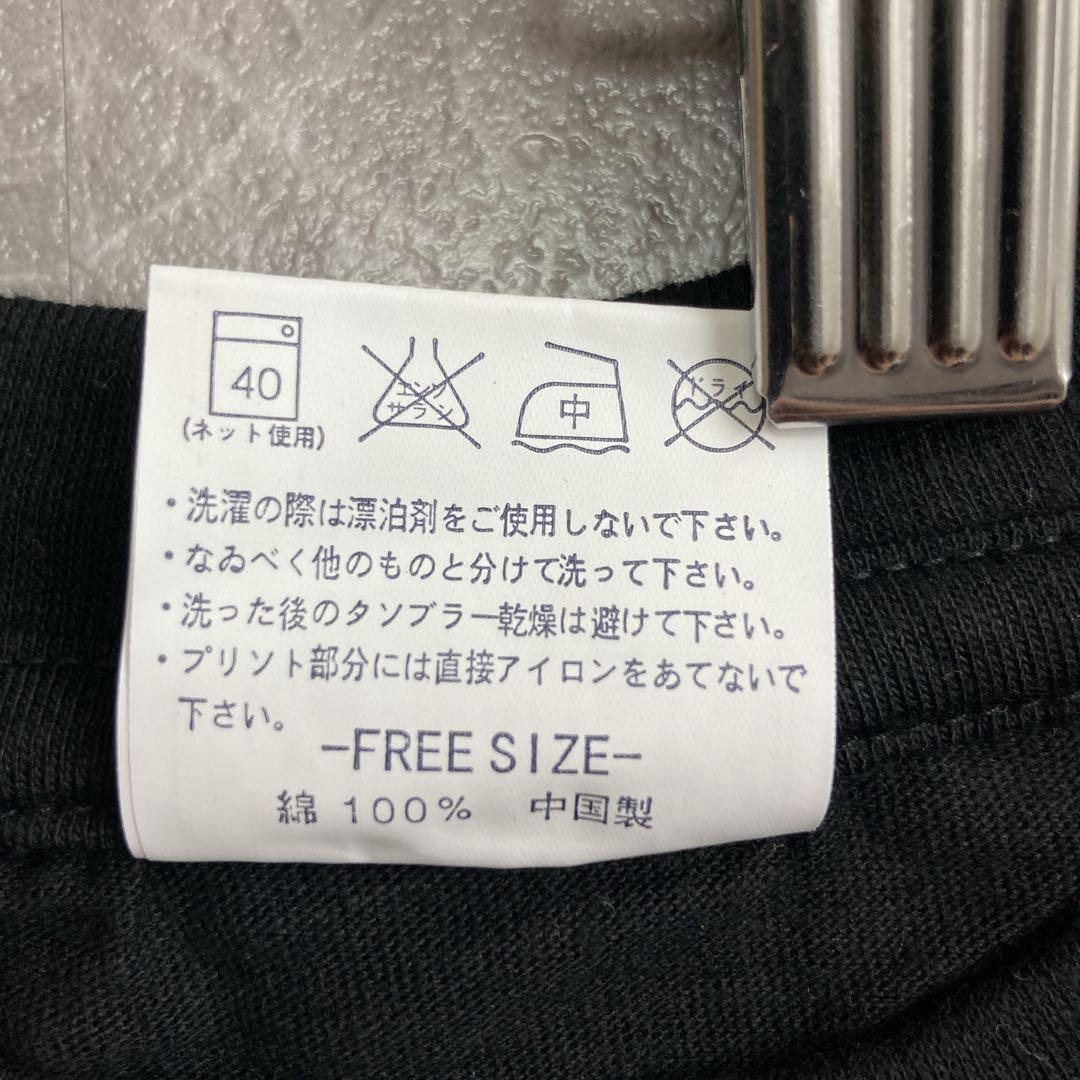 40
(ネット使用)
エンソ
サラシ
中
ドライ
・洗濯の際は漂泊剤をご使用しないで下さい。
・なゐべく他のものと分けて洗って下さい。
・洗った後のタソブラー乾燥は避けて下さい。
・プリソト部分には直接アイロンをあてないで
下さい。
-FREE SIZE-
綿 100% 中国製